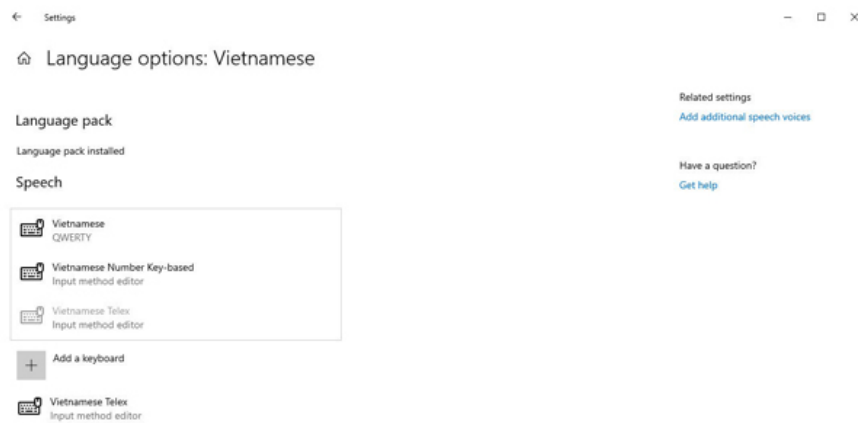 Settings
Language options: Vietnamese
Related settings
Language pack
Add additional speech voices
Language pack installed
Have a question?
Speech
Get help
Vietnamese
QWERTY
Vietnamese Number Key-based
Input method editor
Vietnamese Telex
Input method editor
Add a keyboard
Vietnamese Telex
Input method editor